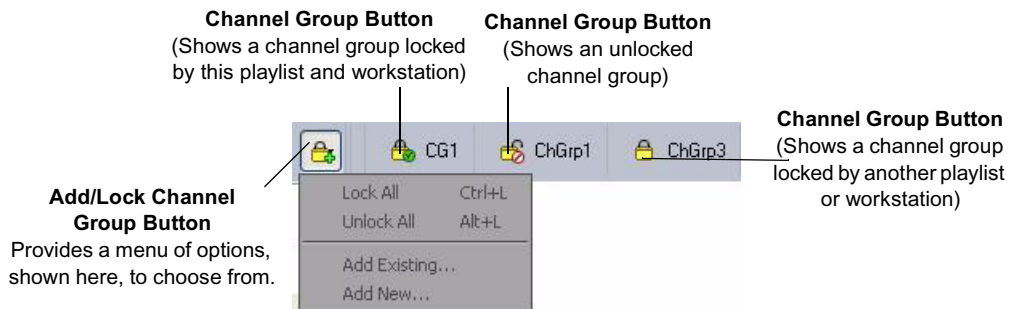 Channel Group Button
(Shows a channel group locked
by this playlist and workstation)
Channel Group Button
(Shows an unlocked
channel group)
Channel Group Button
(Shows a channel group
locked by another playlist
or workstation)
CG1
ChGrp1
ChGrp3
Add/Lock Channel
Group Button
Provides a menu of options,
shown here, to choose from.
Lock All Ctrl+L
Unlock All Alt+L
Add Existing...
Add New...